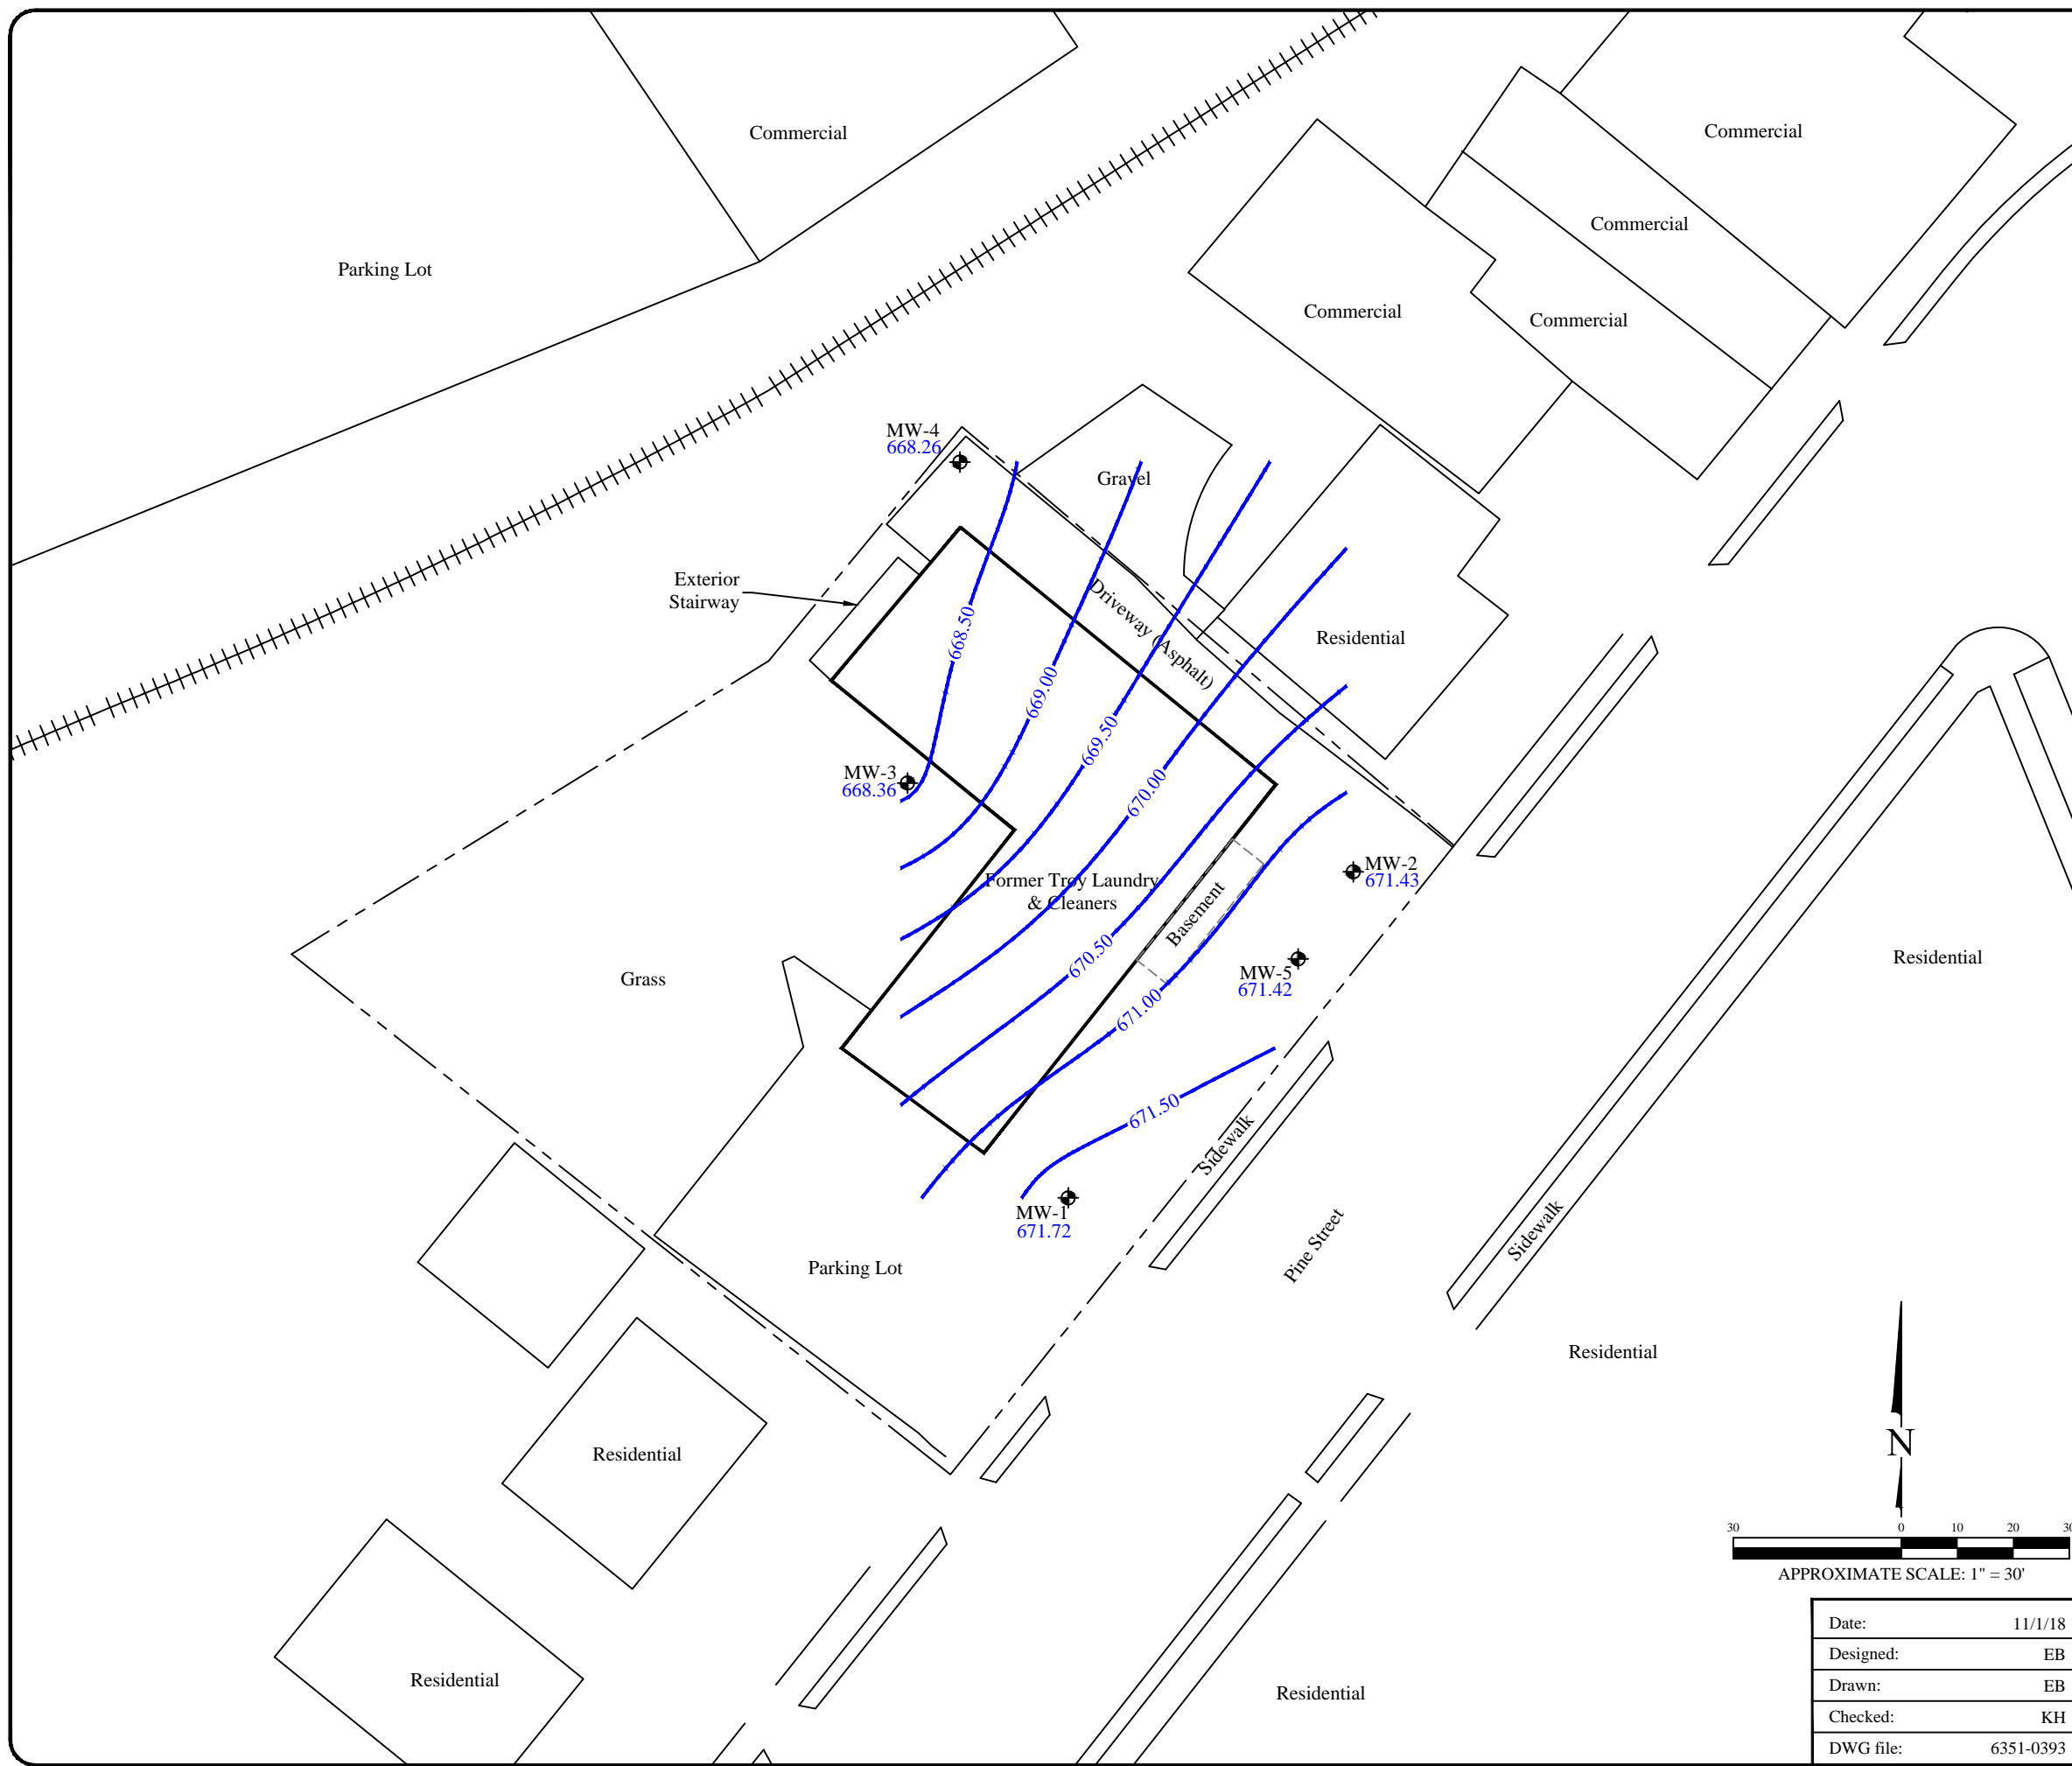 Commercial
Commercial
Commercial
Parking Lot
Commercial
Commercial
MW-4
668.26
Gravel
Exterior
Stairway
Driveway (Asphalt)
668.50
Residential
669.00
669.50
MW-3
668.36
670.00
MW-2
671.43
Former Troy Laundry
& Cleaners
Basement
670.50
Residential
MW-5
671.42
Grass
671.00
671.50
Sidewalk
MW-1
671.72
Pine Street
Sidewalk
Parking Lot
Residential
Residential
N
30 0 10 20 30
APPROXIMATE SCALE: 1" = 30'
Residential
Residential
Date: 11/1/18
Designed: EB
Drawn: EB
Checked: KH
DWG file: 6351-0393